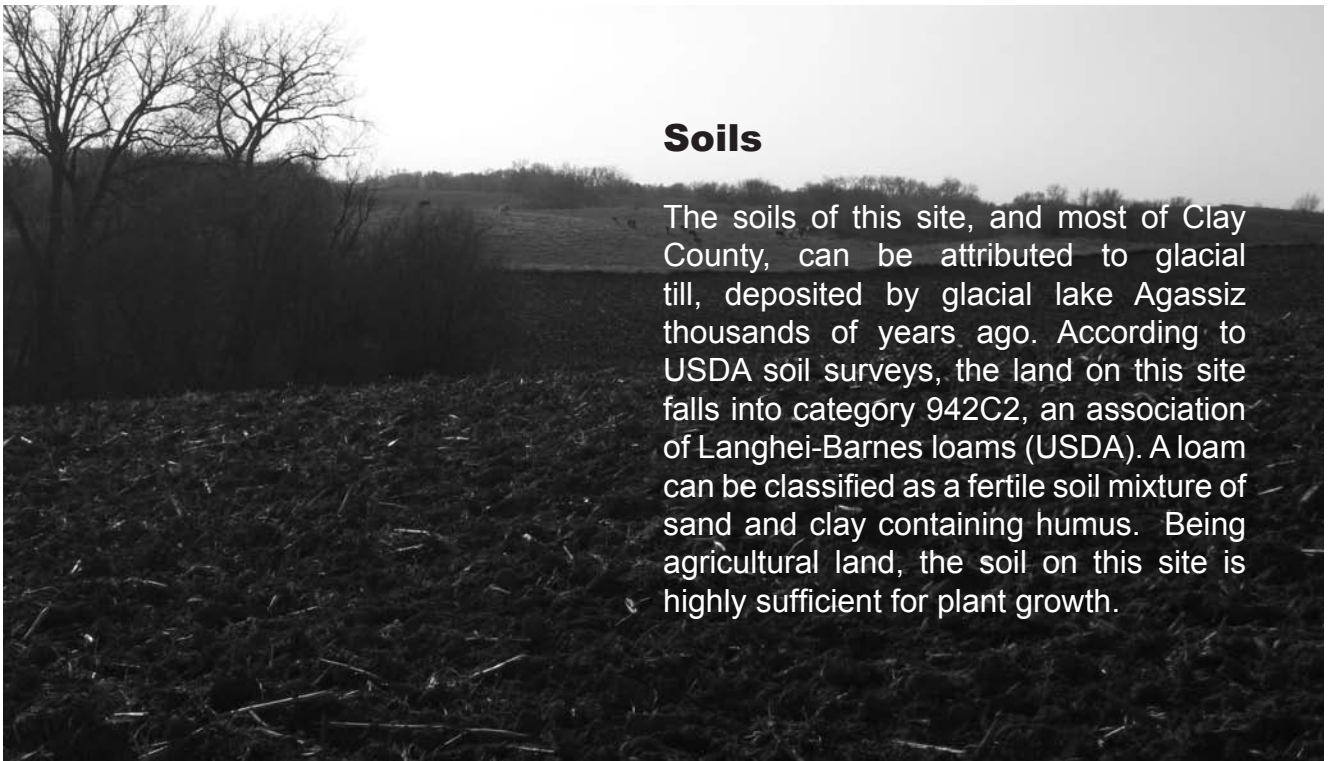 Soils
The soils of this site, and most of Clay
County, can be attributed to glacial
till, deposited by glacial lake Agassiz
thousands of years ago. According to
USDA soil surveys, the land on this site
falls into category 942C2, an association
of Langhei-Barnes loams (USDA). A loam
can be classified as a fertile soil mixture of
sand and clay containing humus.  Being
agricultural land, the soil on this site is
highly sufficient for plant growth.